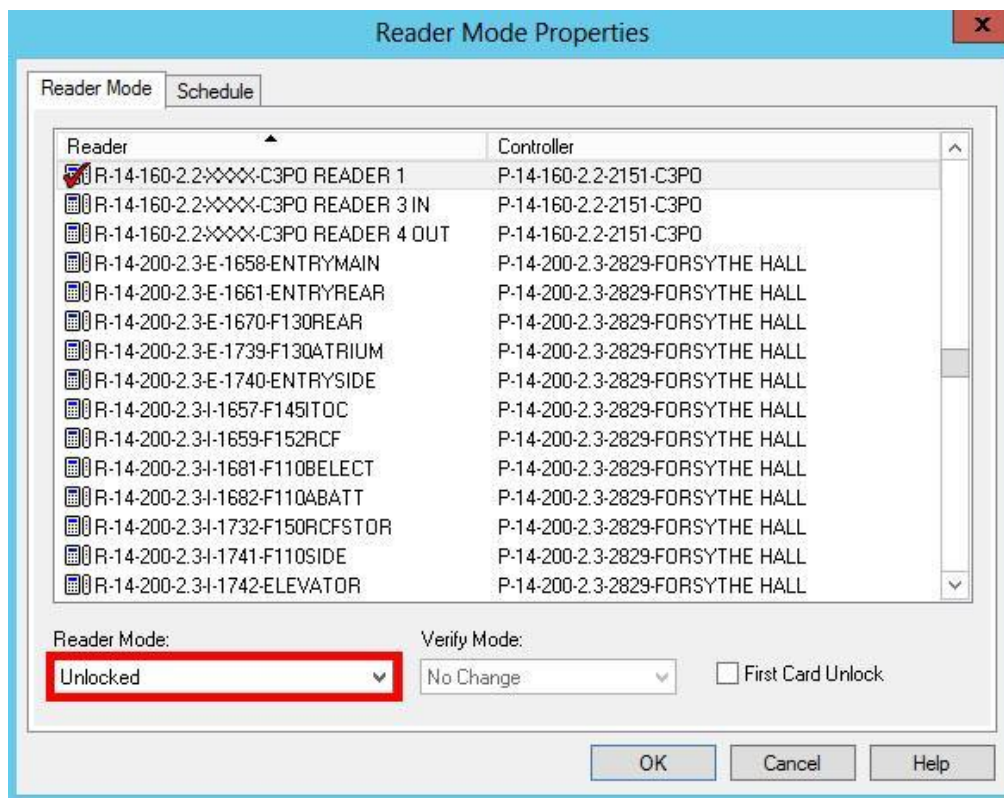 Reader Mode Properties
x
Reader Mode Schedule
Reader Controller
R-14-160-2.2-XXXX-C3PO READER 1 P-14-160-2.2-2151-C3PO
R-14-160-2.2-XXXX-C3PO READER 3 IN P-14-160-2.2-2151-C3PO
R-14-160-2.2-XXXX-C3PO READER 4 OUT P-14-160-2.2-2151-C3PO
R-14-200-2.3-E-1658-ENTRYMAIN P-14-200-2.3-2829-FORSYTHE HALL
R-14-200-2.3-E-1661-ENTRYREAR P-14-200-2.3-2829-FORSYTHE HALL
R-14-200-2.3-E-1670-F130REAR P-14-200-2.3-2829-FORSYTHE HALL
R-14-200-2.3-E-1739-F130ATRIUM P-14-200-2.3-2829-FORSYTHE HALL
R-14-200-2.3-E-1740-ENTRYSIDE P-14-200-2.3-2829-FORSYTHE HALL
R-14-200-2.3-I-1657-F145ITOC P-14-200-2.3-2829-FORSYTHE HALL
R-14-200-2.3-I-1659-F152RCF P-14-200-2.3-2829-FORSYTHE HALL
R-14-200-2.3-I-1681-F110BELECT P-14-200-2.3-2829-FORSYTHE HALL
R-14-200-2.3-I-1682-F110ABATT P-14-200-2.3-2829-FORSYTHE HALL
R-14-200-2.3-I-1732-F150RCFSTOR P-14-200-2.3-2829-FORSYTHE HALL
R-14-200-2.3-I-1741-F110SIDE P-14-200-2.3-2829-FORSYTHE HALL
R-14-200-2.3-I-1742-ELEVATOR P-14-200-2.3-2829-FORSYTHE HALL
Reader Mode: Verify Mode:
Unlocked No Change First Card Unlock
OK Cancel Help